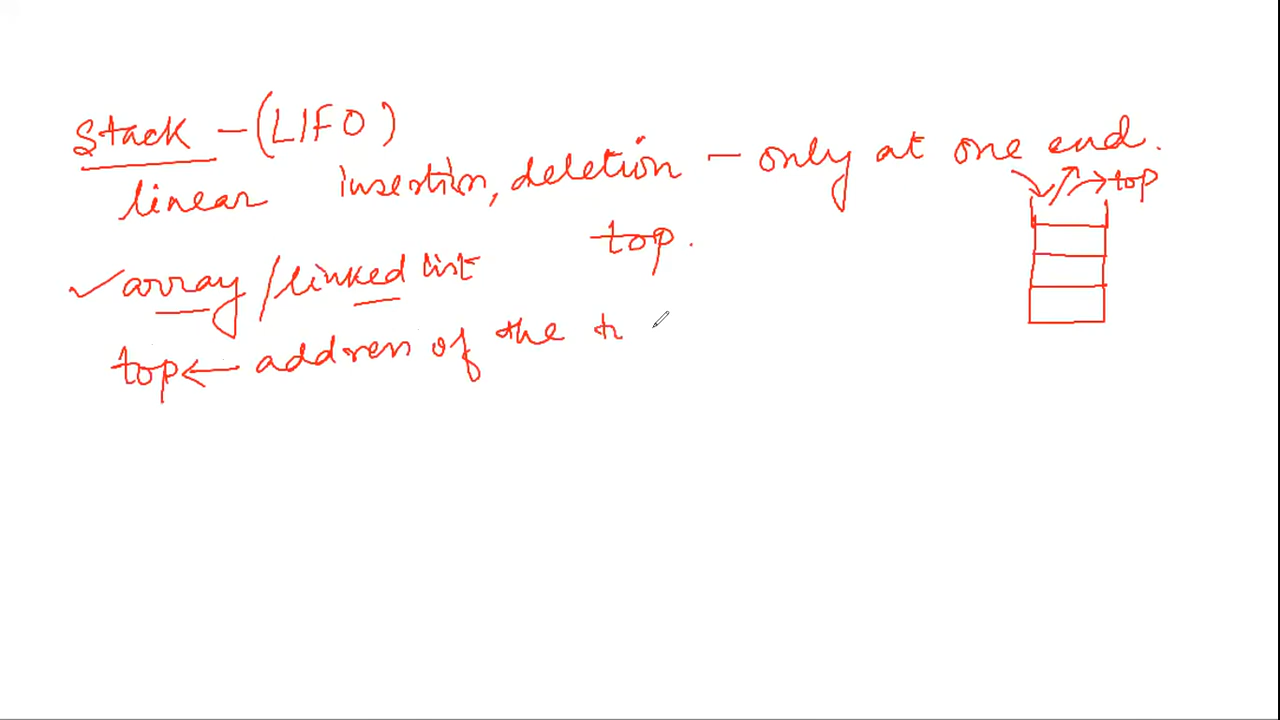 Stack - (LIFO)
linear insertion, deletion - only at one end.
top
top.
✓ array / linked list
top ← address of the t